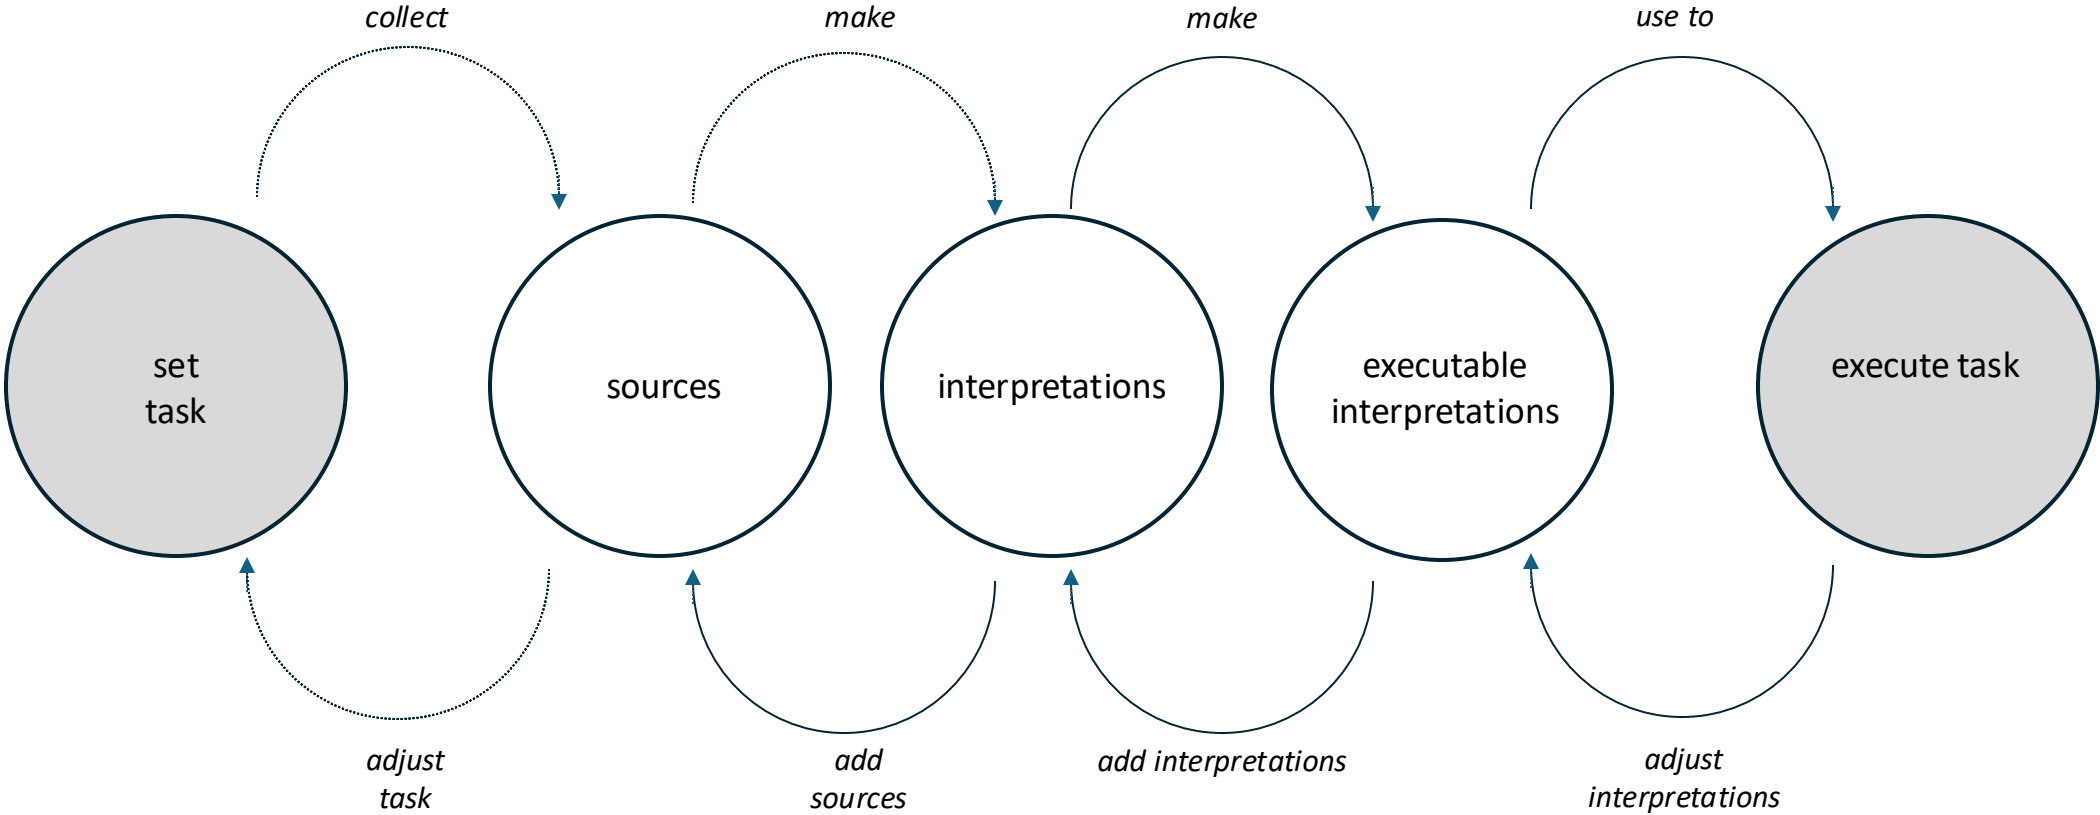 collect
make
make
use to
set
task
sources
interpretations
executable
interpretations
execute task
adjust
task
add
sources
add interpretations
adjust
interpretations